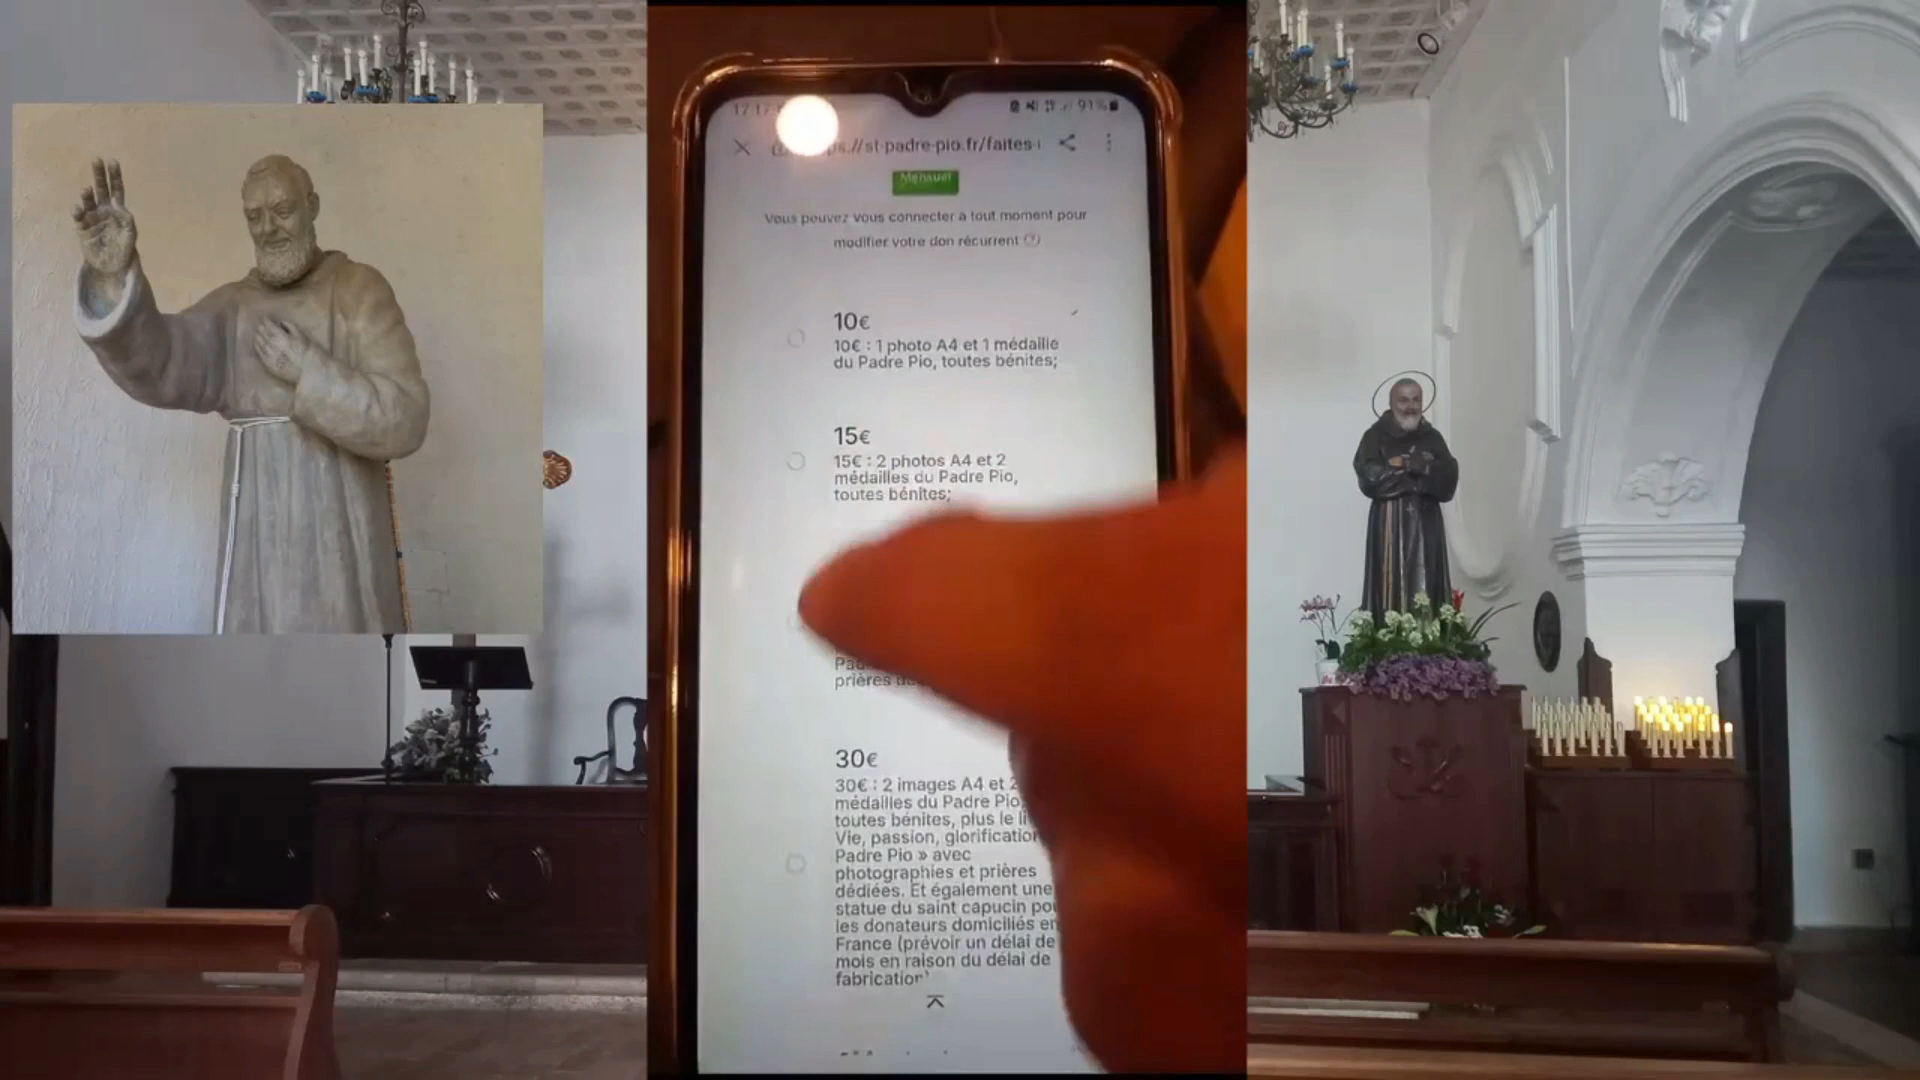 17:17
91%
st-padre-pio.fr/faites-
Mensuel
Vous pouvez vous connecter à tout moment pour
modifier votre don récurrent
10€
10€ : 1 photo A4 et 1 médaille
du Padre Pio, toutes bénites;
15€
15€ : 2 photos A4 et 2
médailles du Padre Pio,
toutes bénites;
prières
30€
30€ : 2 images A4 et 2
médailles du Padre Pio,
toutes bénites, plus le
Vie, passion, glorification
Padre Pio » avec
photographies et prières
dédiées. Et également une
statue du saint capucin
les donateurs domiciliés en
France (prévoir un délai de
mois en raison du délai de
fabrication